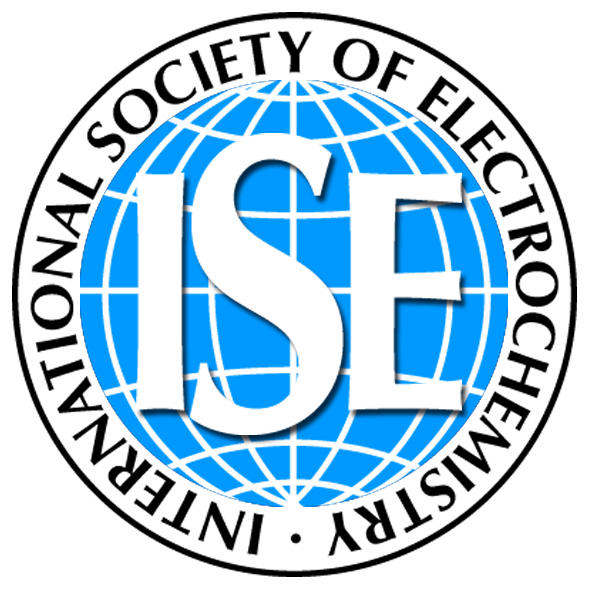 INTERNATIONAL SOCIETY OF ELECTROCHEMISTRY ·
ISE